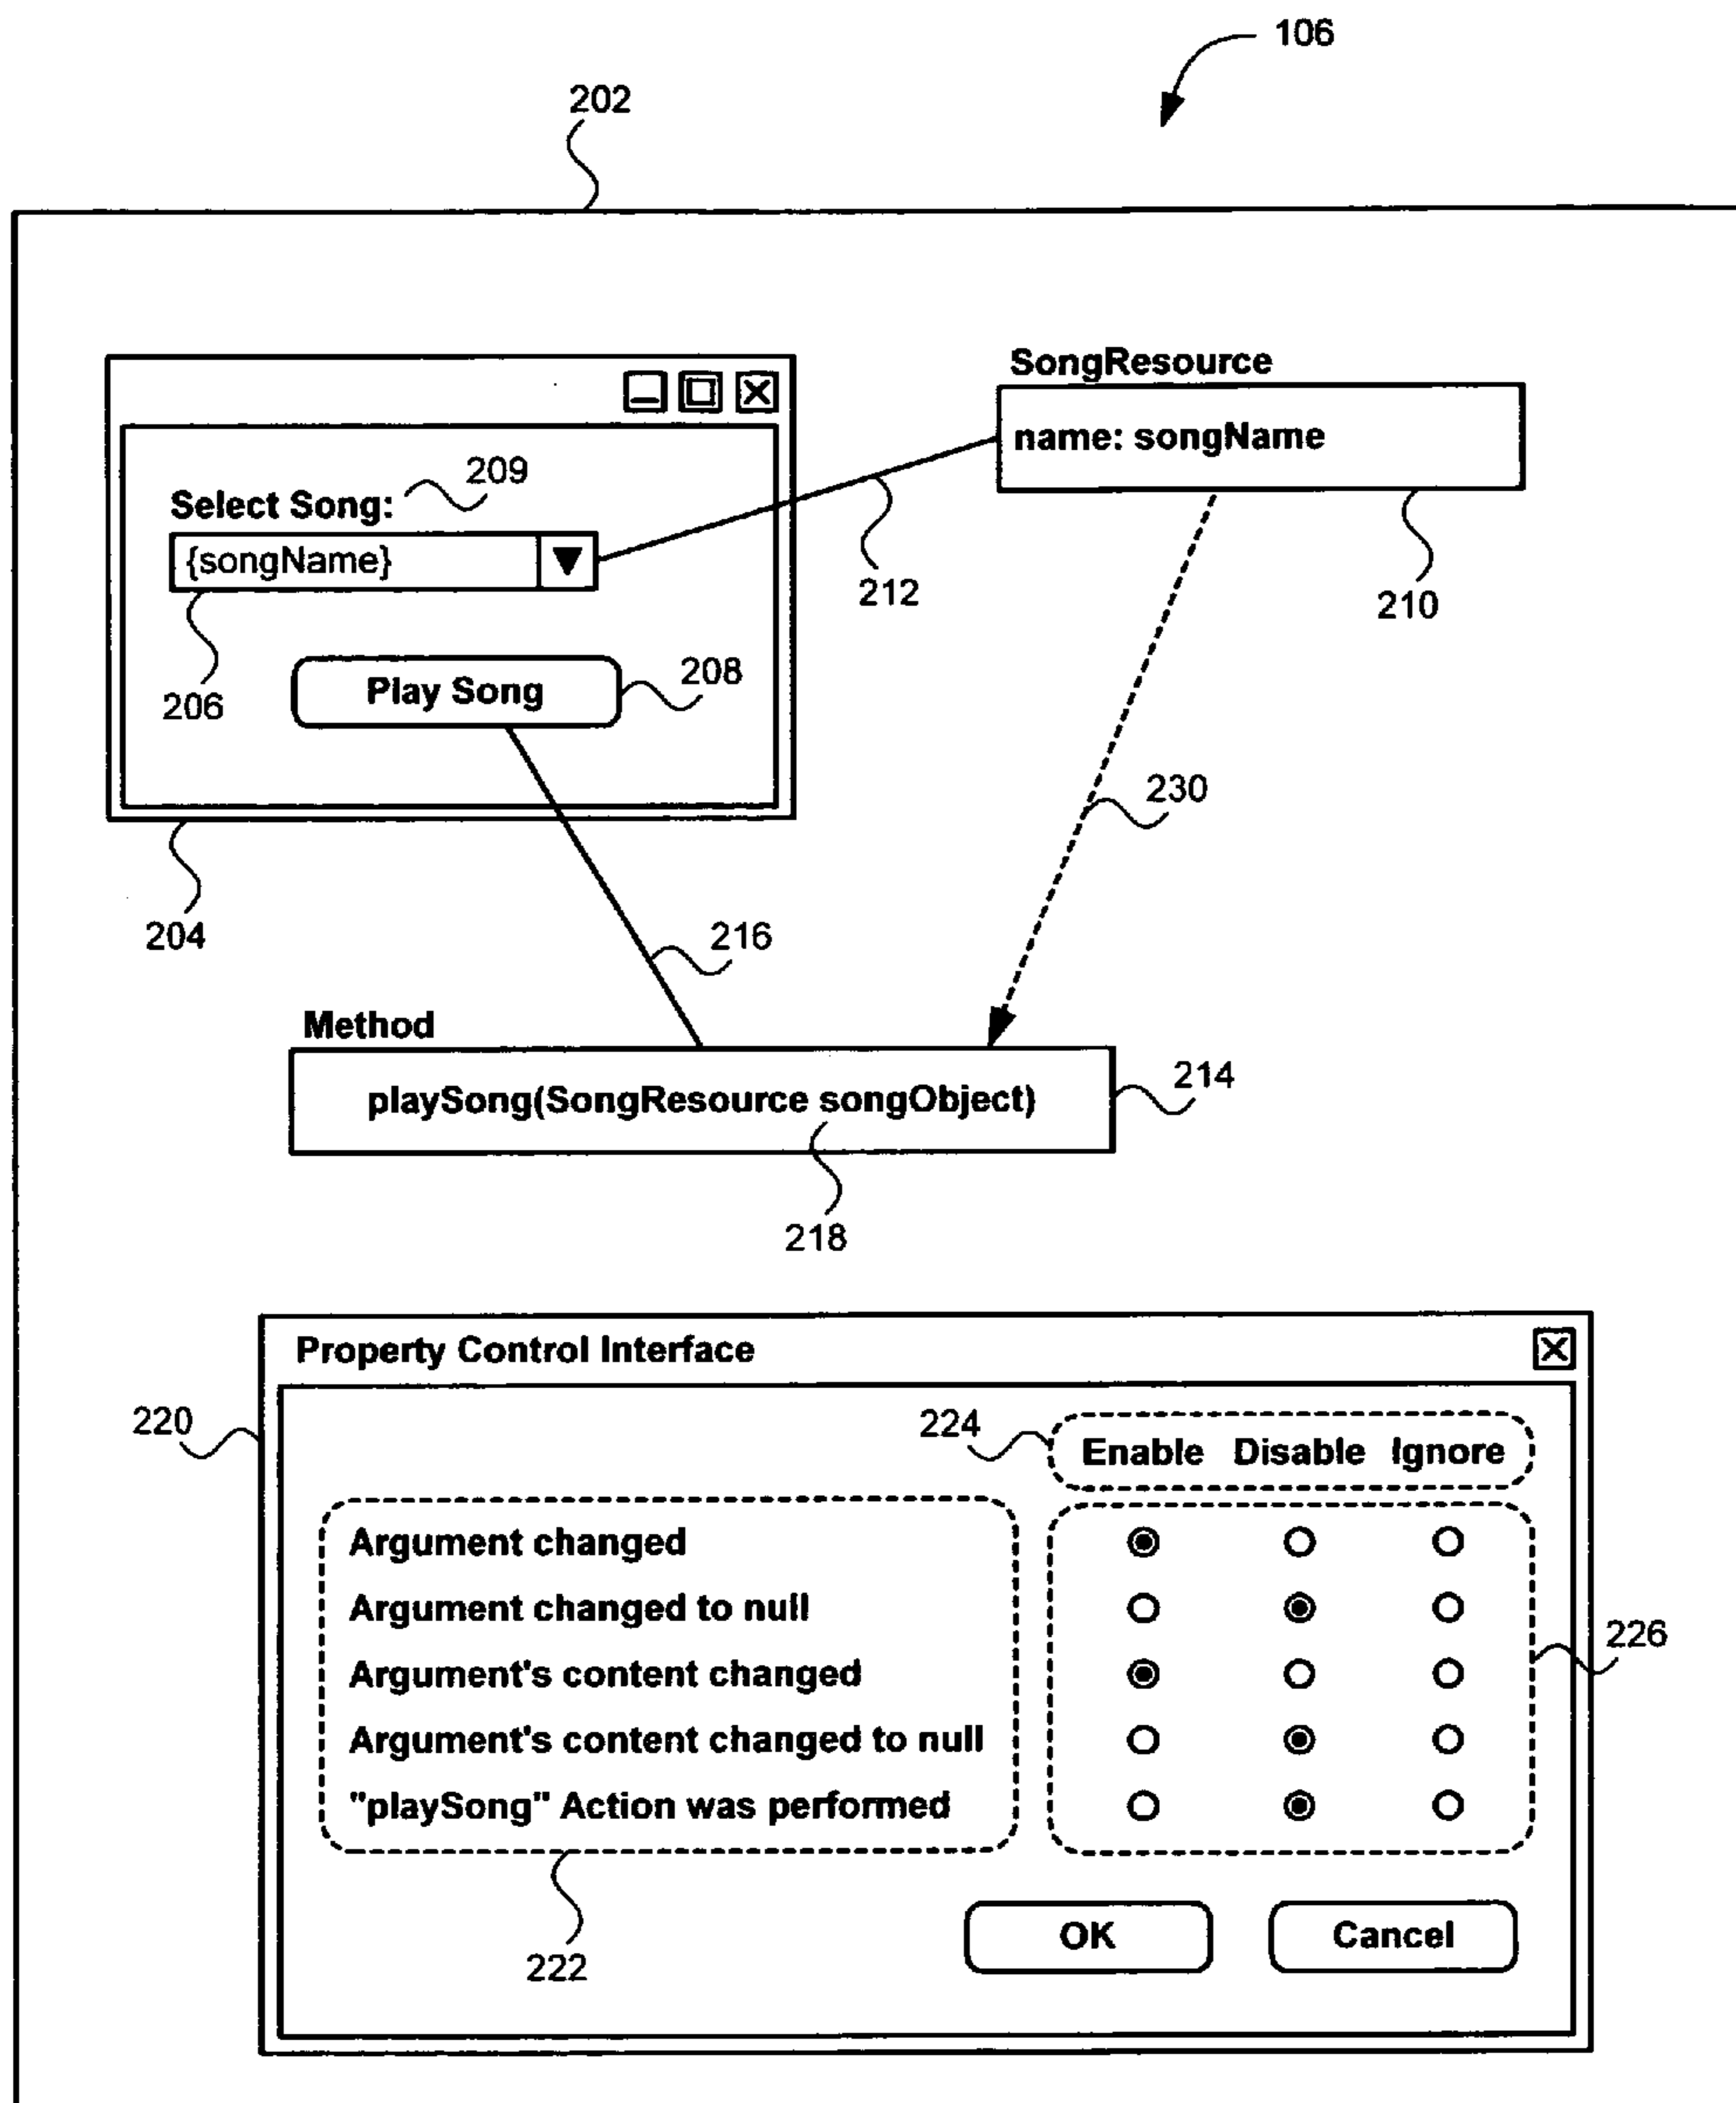 106
202
SongResource
name: songName
209
Select Song:
{songName}
212
210
208
Play Song
206
230
204
216
Method
playSong(SongResource songObject)
214
218
Property Control Interface
220
224
Enable Disable Ignore
Argument changed
Argument changed to null
226
Argument's content changed
Argument's content changed to null
"playSong" Action was performed
OK
Cancel
222